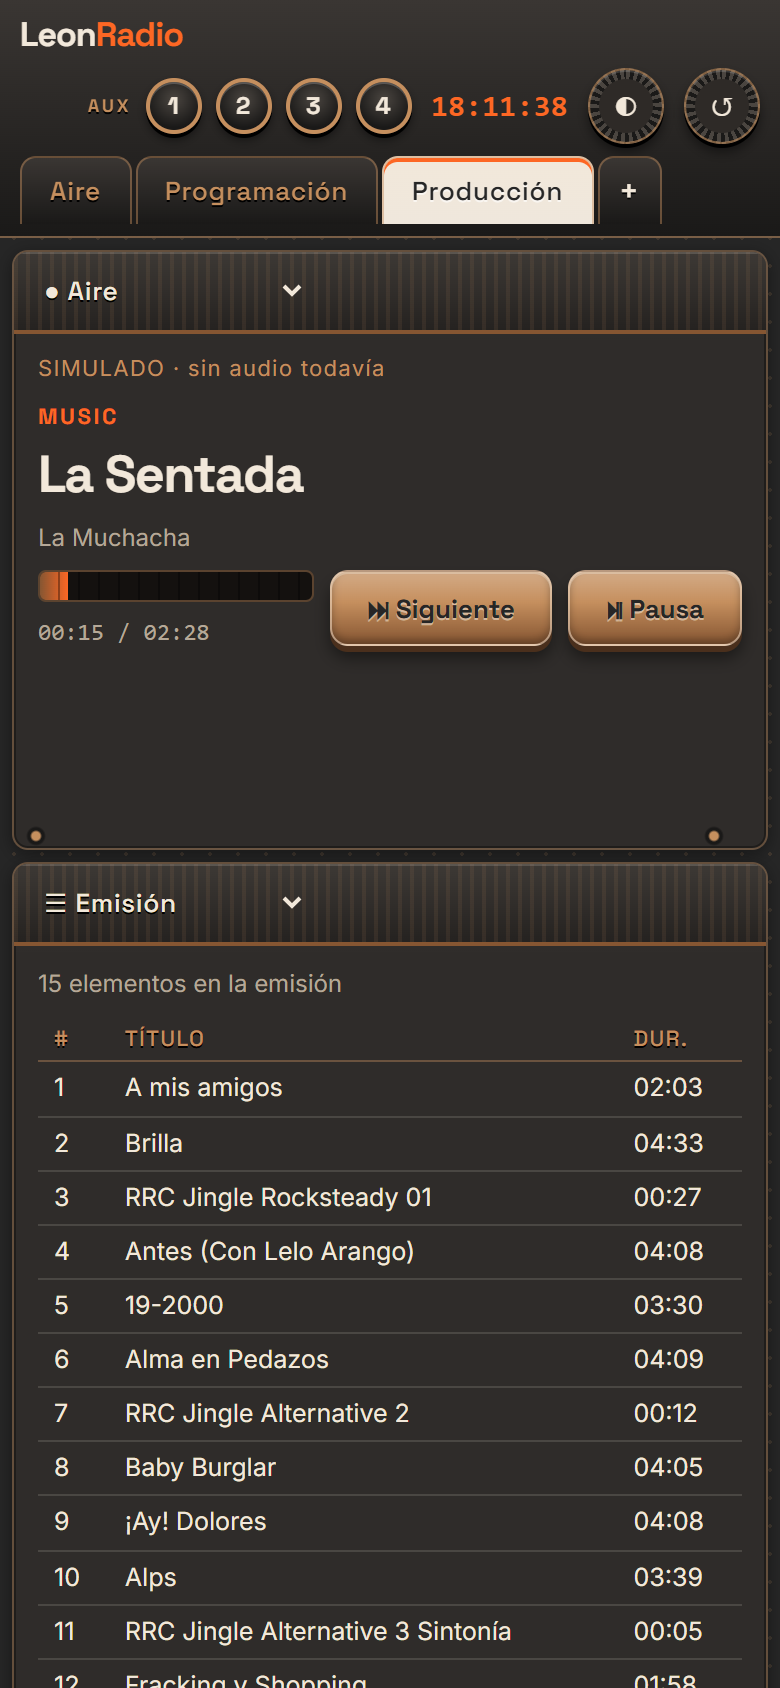 LeonRadio
AUX 1 2 3 4 18:11:38
Aire Programación Producción +
● Aire
SIMULADO · sin audio todavía
MUSIC
La Sentada
La Muchacha
Siguiente Pausa
00:15 / 02:28
☰ Emisión
15 elementos en la emisión
# TÍTULO DUR.
1 A mis amigos 02:03
2 Brilla 04:33
3 RRC Jingle Rocksteady 01 00:27
4 Antes (Con Lelo Arango) 04:08
5 19-2000 03:30
6 Alma en Pedazos 04:09
7 RRC Jingle Alternative 2 00:12
8 Baby Burglar 04:05
9 ¡Ay! Dolores 04:08
10 Alps 03:39
11 RRC Jingle Alternative 3 Sintonía 00:05
12 Fracking y Shopping 01:58